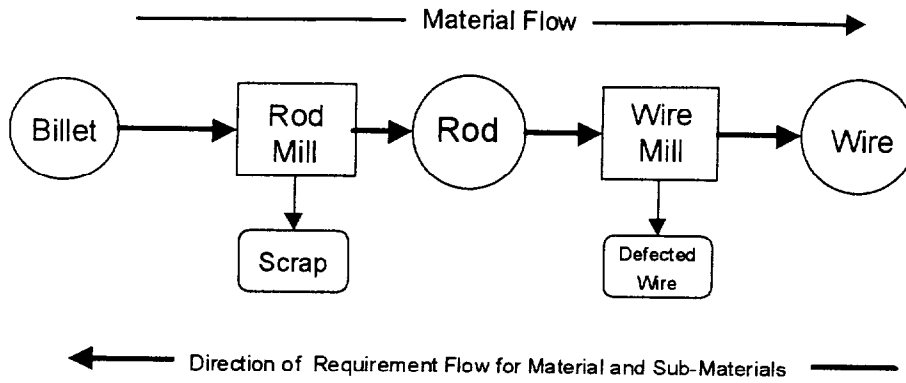 Material Flow
Billet
Rod
Mill
Rod
Wire
Mill
Wire
Scrap
Defected
Wire
Direction of Requirement Flow for Material and Sub-Materials